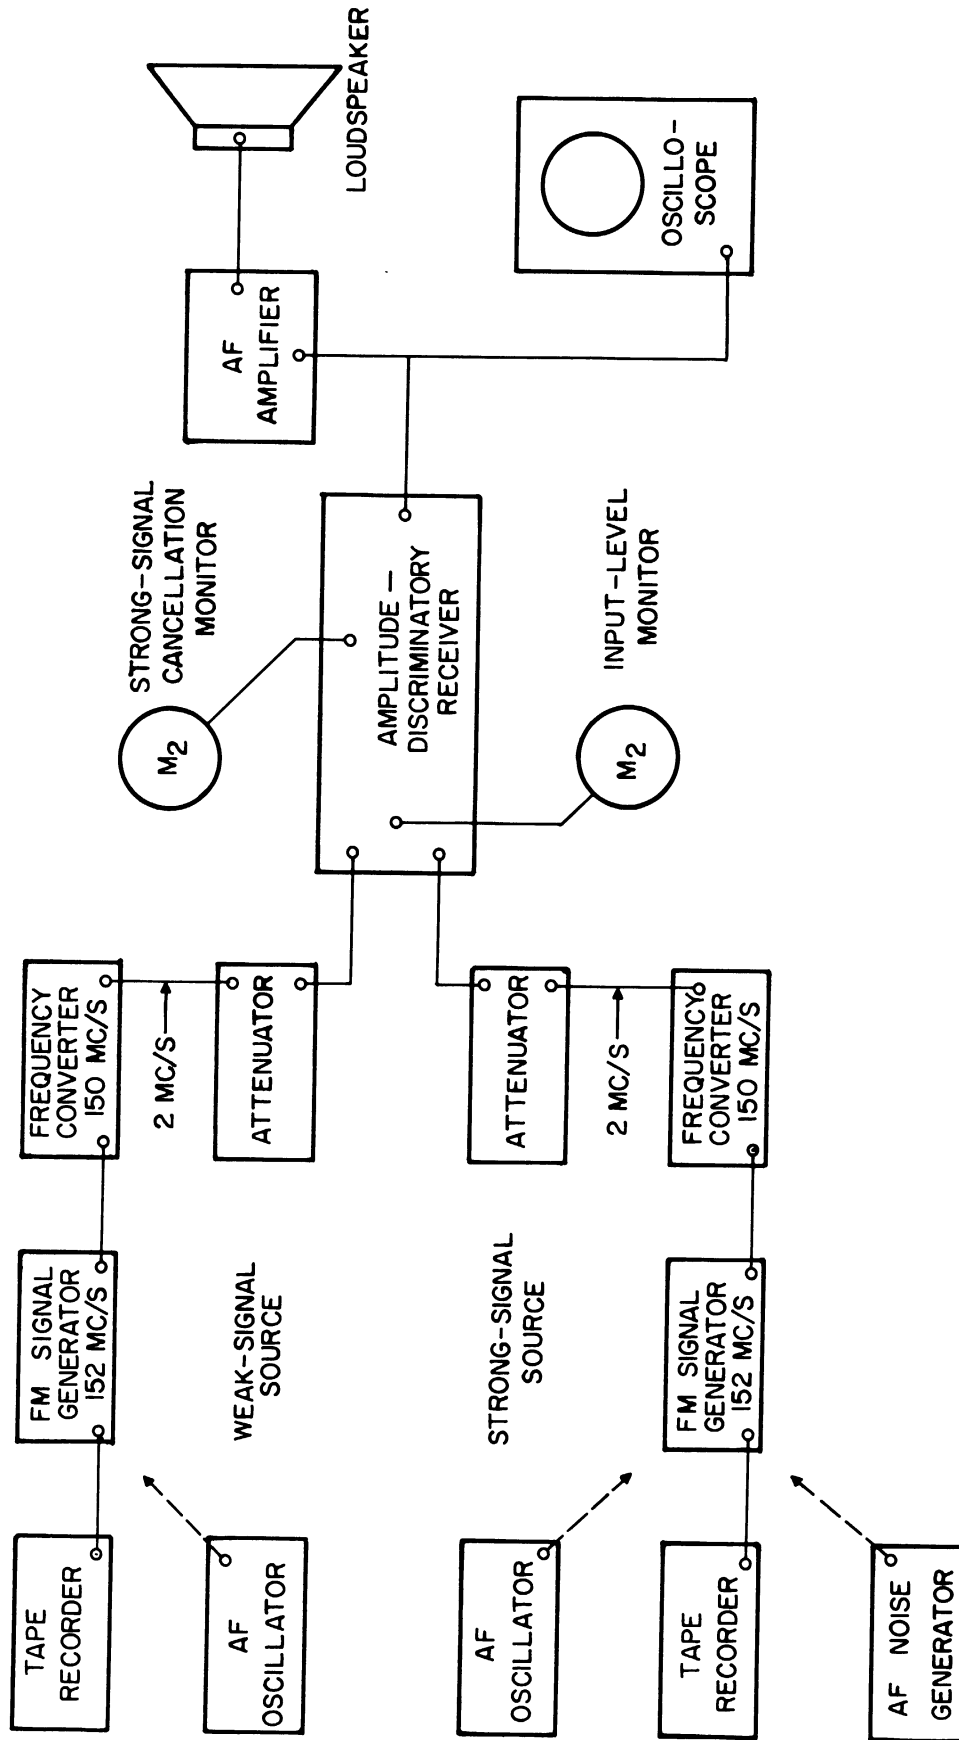 TAPE
RECORDER
FM SIGNAL
GENERATOR
152 MC/S
FREQUENCY
CONVERTER
150 MC/S
2 MC/S
ATTENUATOR
AF
OSCILLATOR
WEAK-SIGNAL
SOURCE
STRONG-SIGNAL
CANCELLATION
MONITOR
M2
AF
AMPLIFIER
LOUDSPEAKER
AMPLITUDE –
DISCRIMINATORY
RECEIVER
INPUT-LEVEL
MONITOR
M2
OSCILLO-
SCOPE
AF
OSCILLATOR
STRONG-SIGNAL
SOURCE
ATTENUATOR
2 MC/S
TAPE
RECORDER
FM SIGNAL
GENERATOR
152 MC/S
FREQUENCY
CONVERTER
150 MC/S
AF NOISE
GENERATOR